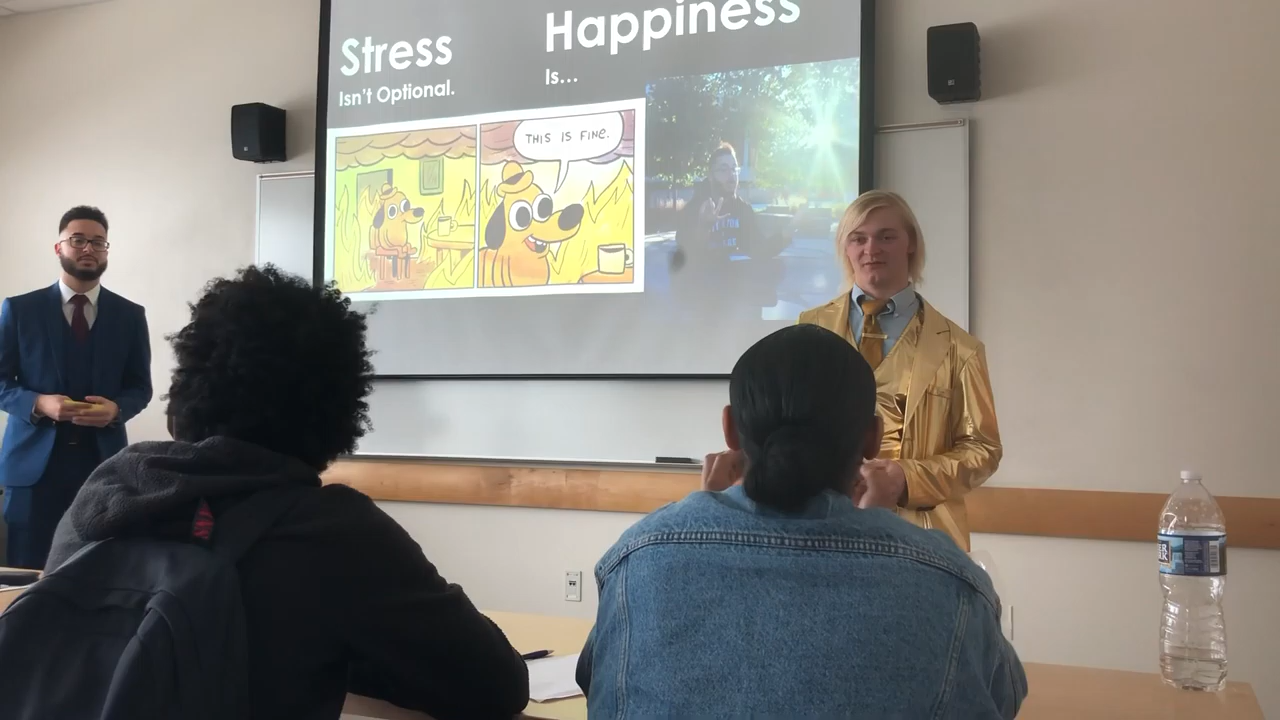 Stress
Isn't Optional.
Happiness
Is...
THIS IS FINE.